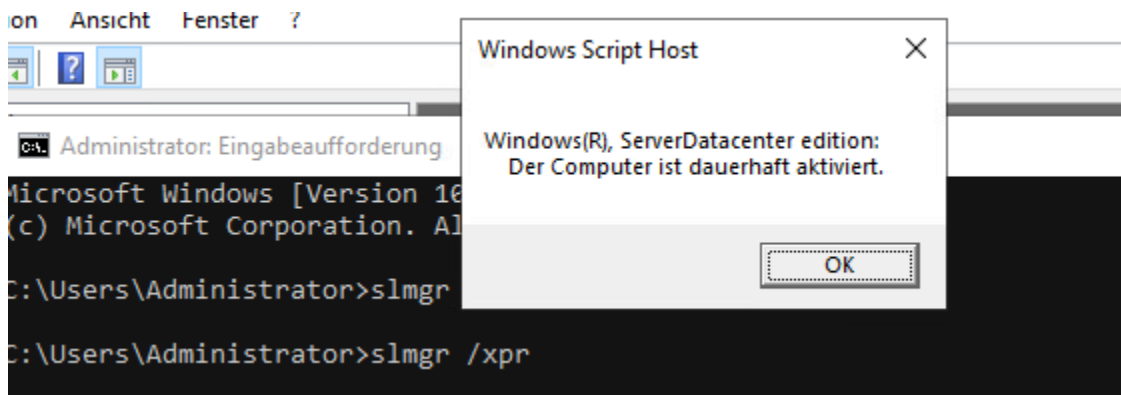 ion Ansicht Fenster ?
Windows Script Host
Windows(R), ServerDatacenter edition:
Der Computer ist dauerhaft aktiviert.
OK
Administrator: Eingabeaufforderung
Microsoft Windows [Version 10
(c) Microsoft Corporation. Al
C:\Users\Administrator>slmgr
C:\Users\Administrator>slmgr /xpr